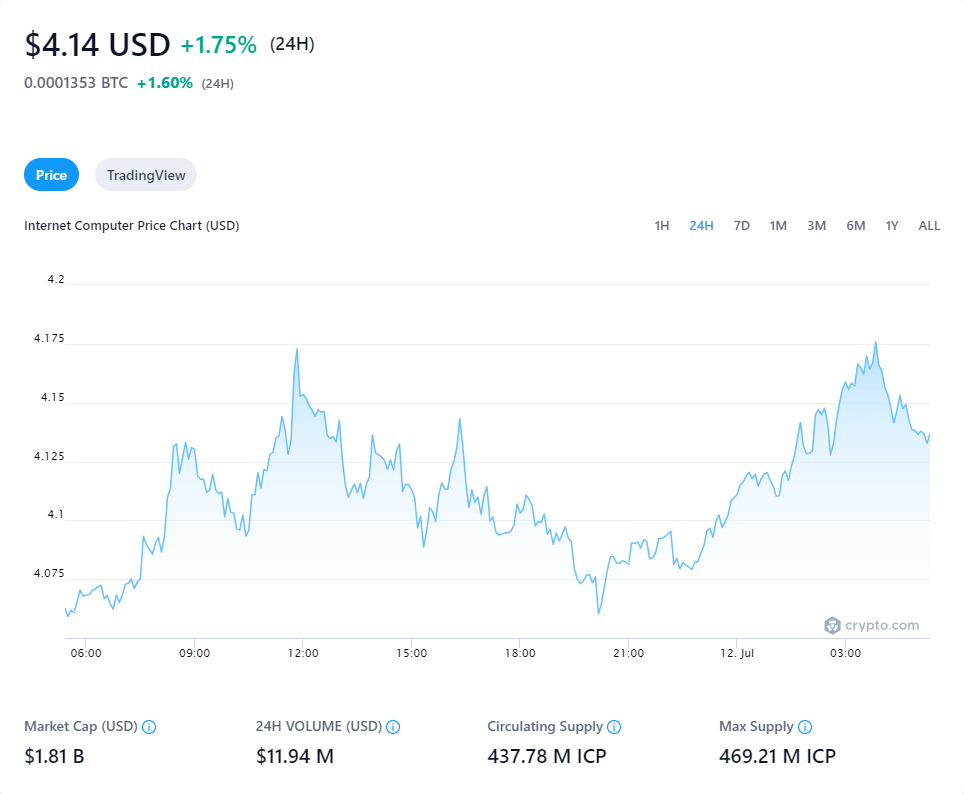 $4.14 USD +1.75% (24H)
0.0001353 BTC +1.60% (24H)
Price TradingView
Internet Computer Price Chart (USD) 1H 24H 7D 1M 3M 6M 1Y ALL
4.2
4.175
4.15
4.125
4.1
4.075
crypto.com
06:00 09:00 12:00 15:00 18:00 21:00 12. Jul 03:00
Market Cap (USD) 24H VOLUME (USD) Circulating Supply Max Supply
$1.81 B $11.94 M 437.78 M ICP 469.21 M ICP